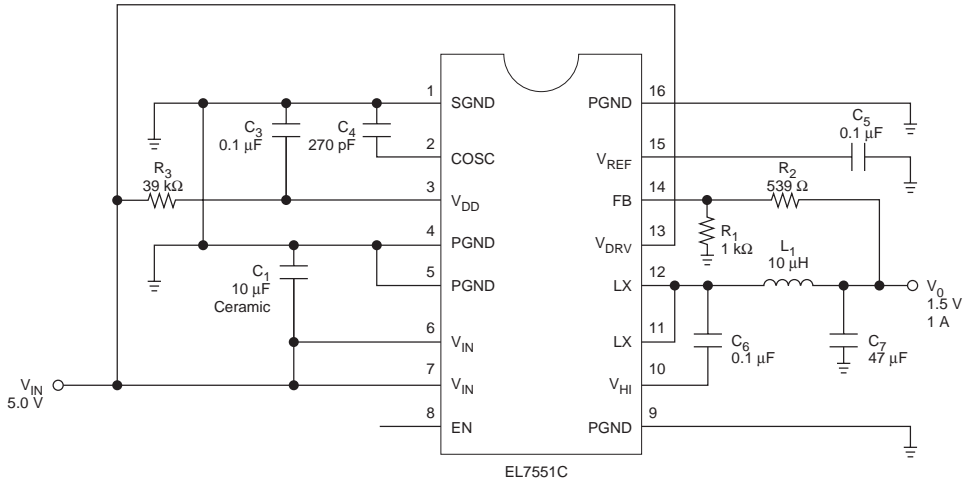 1
SGND
PGND
16
C3
0.1 µF
C4
270 pF
C5
0.1 µF
2
COSC
VREF
15
R3
39 kΩ
R2
539 Ω
3
VDD
FB
14
R1
1 kΩ
4
PGND
VDRV
13
L1
10 µH
C1
10 µF
Ceramic
5
PGND
LX
12
V0
1.5 V
1 A
6
VIN
LX
11
C6
0.1 µF
C7
47 µF
7
VIN
VHI
10
VIN
5.0 V
8
EN
PGND
9
EL7551C